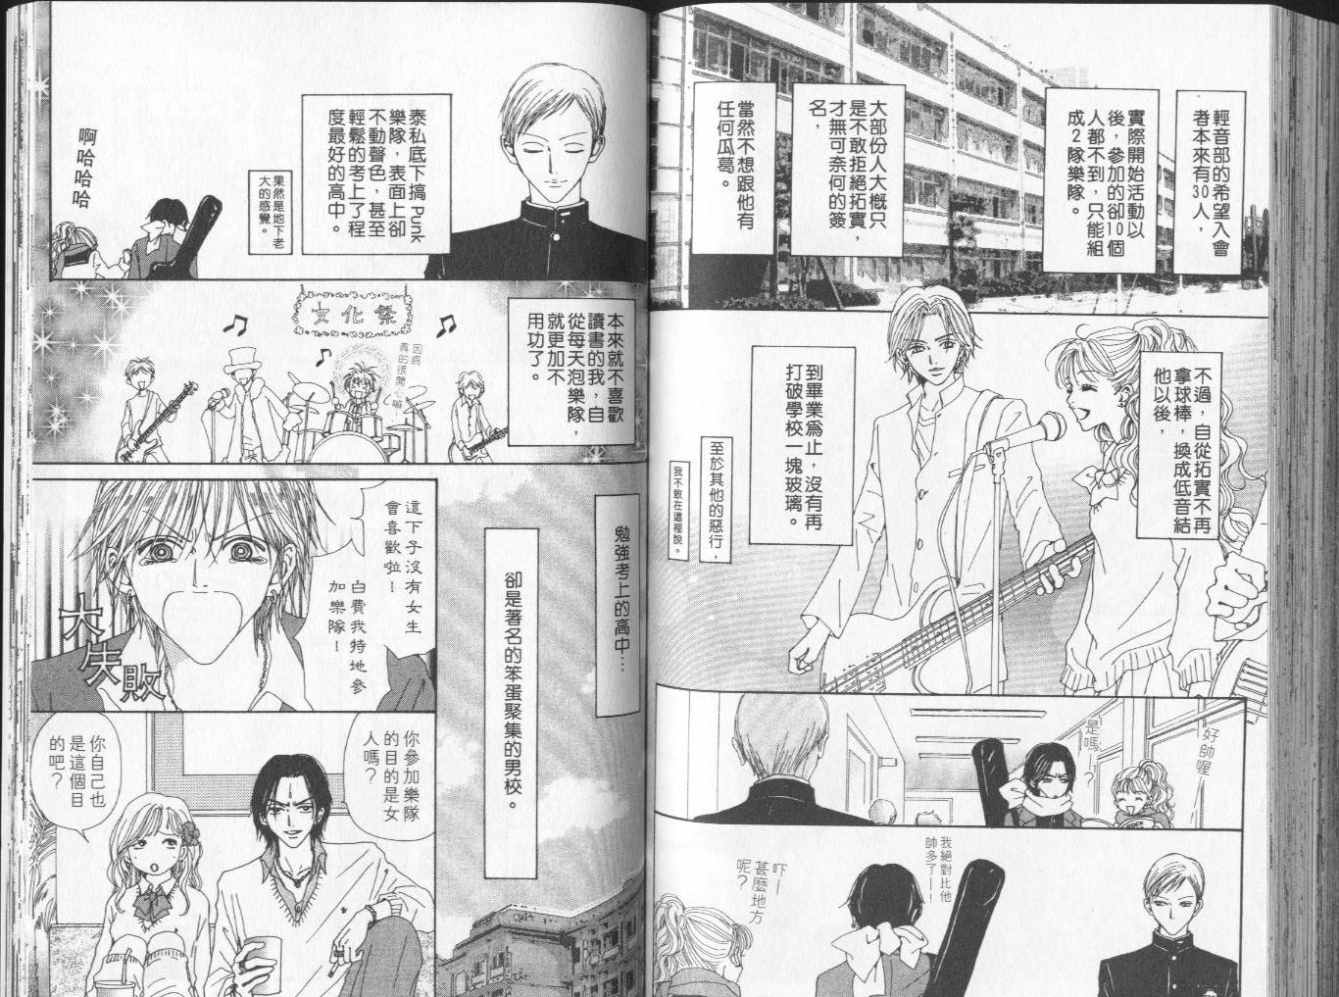 輕音部的希望入會
者本來有30人，
實際開始活動以
後，參加的卻10個
人都不到，只能組
成2隊樂隊。
大部份人大概只
是不敢拒絕拓實，
才無可奈何的簽
名，
當然不想跟他有
任何瓜葛。
不過，自從拓實不再
拿球棒，換成低音結
他以後，
到畢業為止，沒有再
打破學校一塊玻璃。
至於其他的惡行，
我不敢在這裡說。
好帥喔—
是嗎—？
我絕對比他
帥多了——！
吓—
甚麼地方
呢？
泰私底下搞Punk
樂隊，表面上卻
不動聲色，甚至
輕鬆的考上了程
度最好的高中。
果然是地下老
大的感覺。
啊哈哈哈
本來就不喜歡
讀書的我，自
從每天泡樂隊，
就更加不
用功了。
文化祭
勉強考上的高中…
卻是著名的笨蛋聚集的男校。
這下子沒有女生
會喜歡啦！
白費我特地參
加樂隊！
大失敗
你參加樂隊
的目的是女
人嗎？
你自己也
是這個目
的吧？